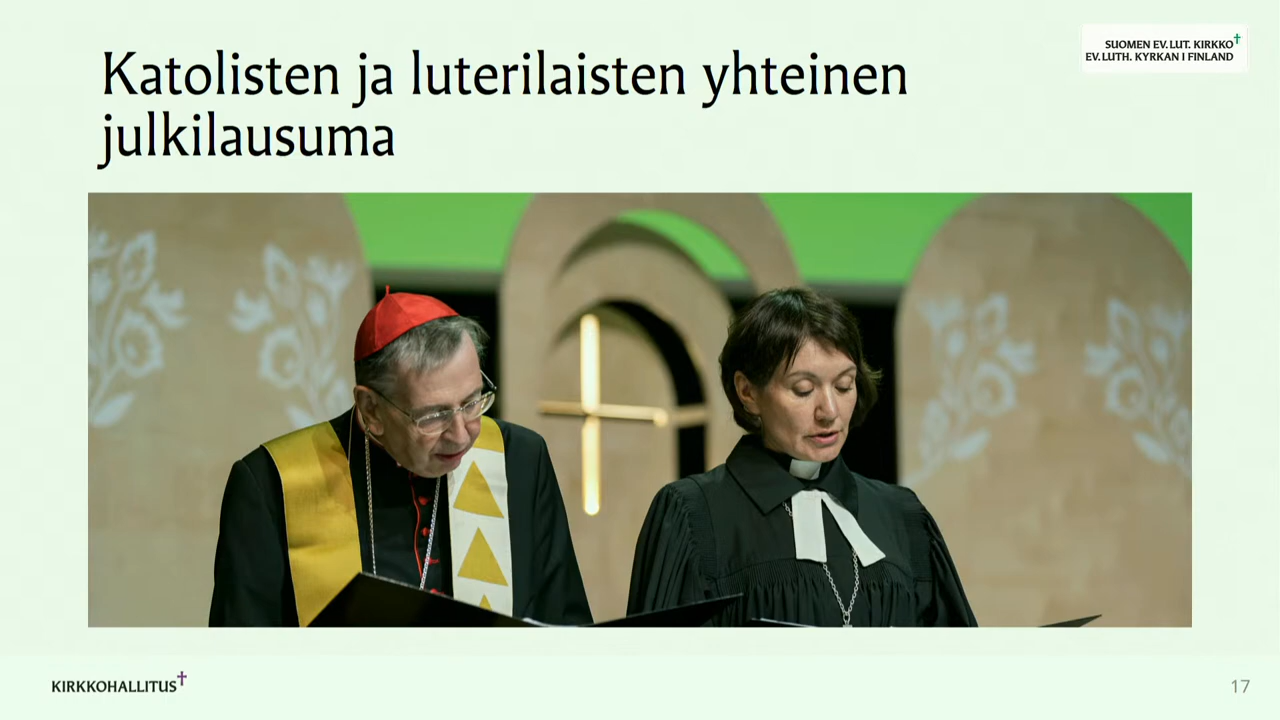 Katolisten ja luterilaisten yhteinen
julkilausuma
SUOMEN EV. LUT. KIRKKO
EV. LUTH. KYRKAN I FINLAND
KIRKKOHALLITUS
17